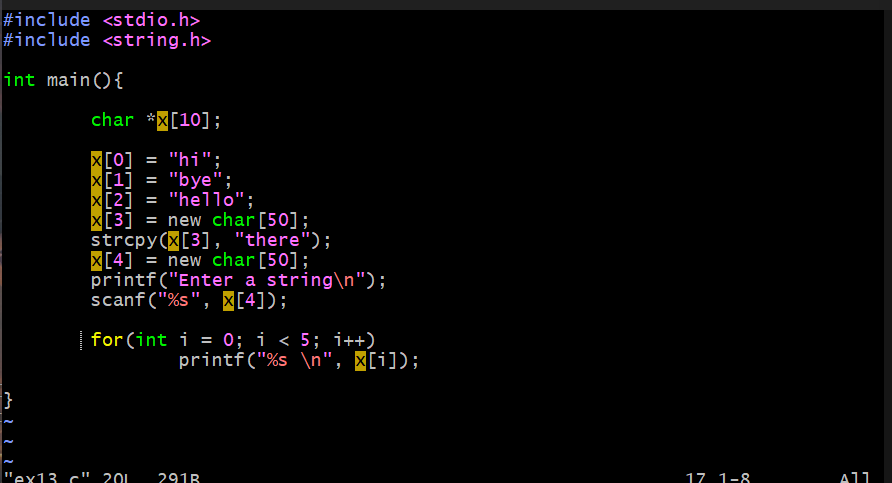 #include <stdio.h>
#include <string.h>
int main(){
char *x[10];
x[0] = "hi";
x[1] = "bye";
x[2] = "hello";
x[3] = new char[50];
strcpy(x[3], "there");
x[4] = new char[50];
printf("Enter a string\n");
scanf("%s", x[4]);
for(int i = 0; i < 5; i++)
printf("%s \n", x[i]);
}
~
~
~
"ex13.c" 20L, 291B 17,1-8 All